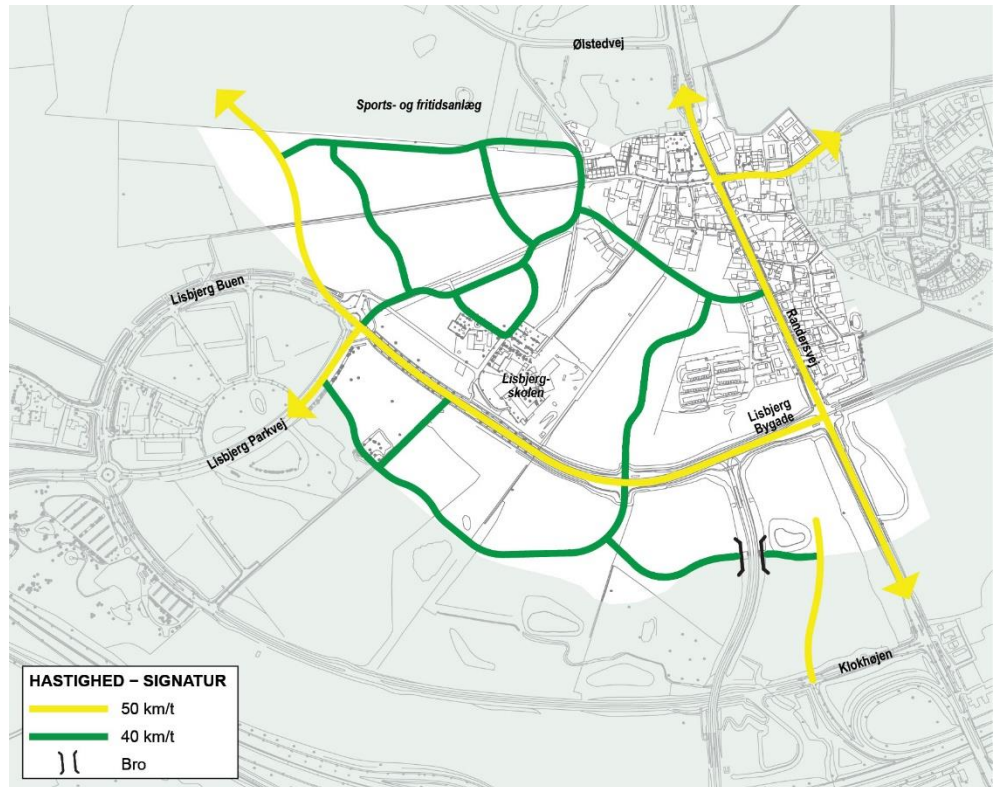 Ølstedvej
Sports- og fritidsanlæg
Lisbjerg Buen
Randersvej
Lisbjerg-
skolen
Lisbjerg
Bygade
Lisbjerg Parkvej
Klokhøjen
HASTIGHED – SIGNATUR
50 km/t
40 km/t
Bro